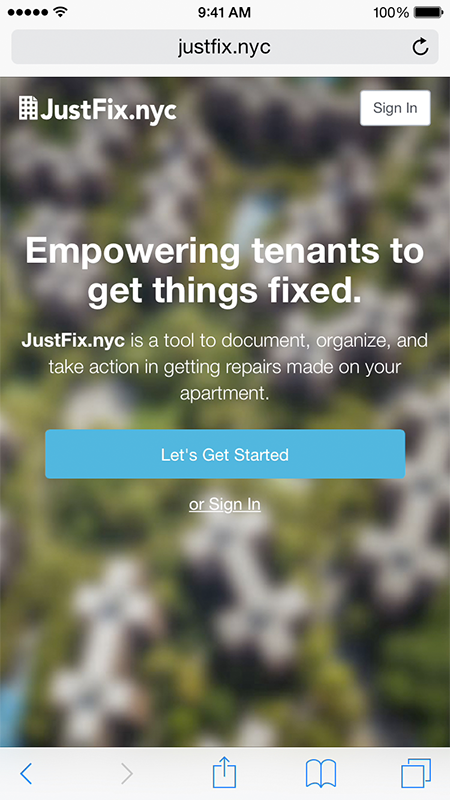 9:41 AM
100%
justfix.nyc
JustFix.nyc
Sign In
Empowering tenants to
get things fixed.
JustFix.nyc is a tool to document, organize, and
take action in getting repairs made on your
apartment.
Let's Get Started
or Sign In